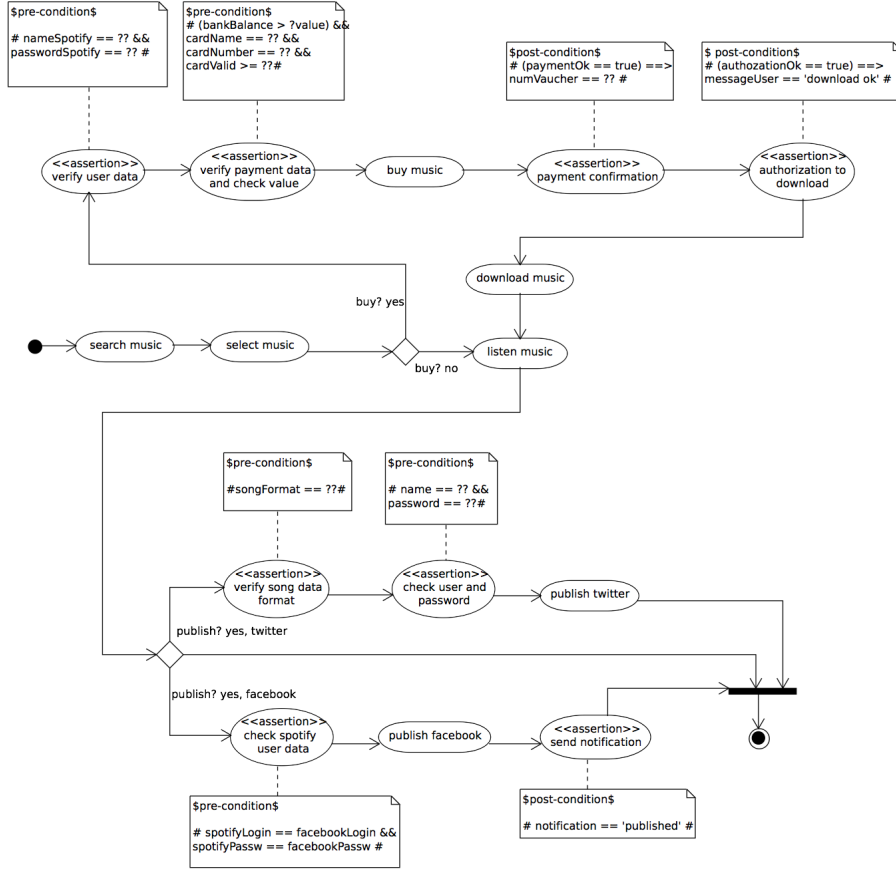 $pre-condition$
# nameSpotify == ?? &&
passwordSpotify == ?? #
$pre-condition$
# (bankBalance > ?value) &&
cardName == ?? &&
cardNumber == ?? &&
cardValid >= ??#
$post-condition$
# (paymentOk == true) ==>
numVaucher == ?? #
$ post-condition$
# (authozationOk == true) ==>
messageUser == 'download ok' #
<<assertion>>
verify user data
<<assertion>>
verify payment data
and check value
buy music
<<assertion>>
payment confirmation
<<assertion>>
authorization to
download
download music
buy? yes
search music
select music
listen music
buy? no
$pre-condition$
#songFormat == ??#
$pre-condition$
# name == ?? &&
password == ??#
<<assertion>>
verify song data
format
<<assertion>>
check user and
password
publish twitter
publish? yes, twitter
publish? yes, facebook
<<assertion>>
check spotify
user data
publish facebook
<<assertion>>
send notification
$pre-condition$
# spotifyLogin == facebookLogin &&
spotifyPassw == facebookPassw #
$post-condition$
# notification == 'published' #